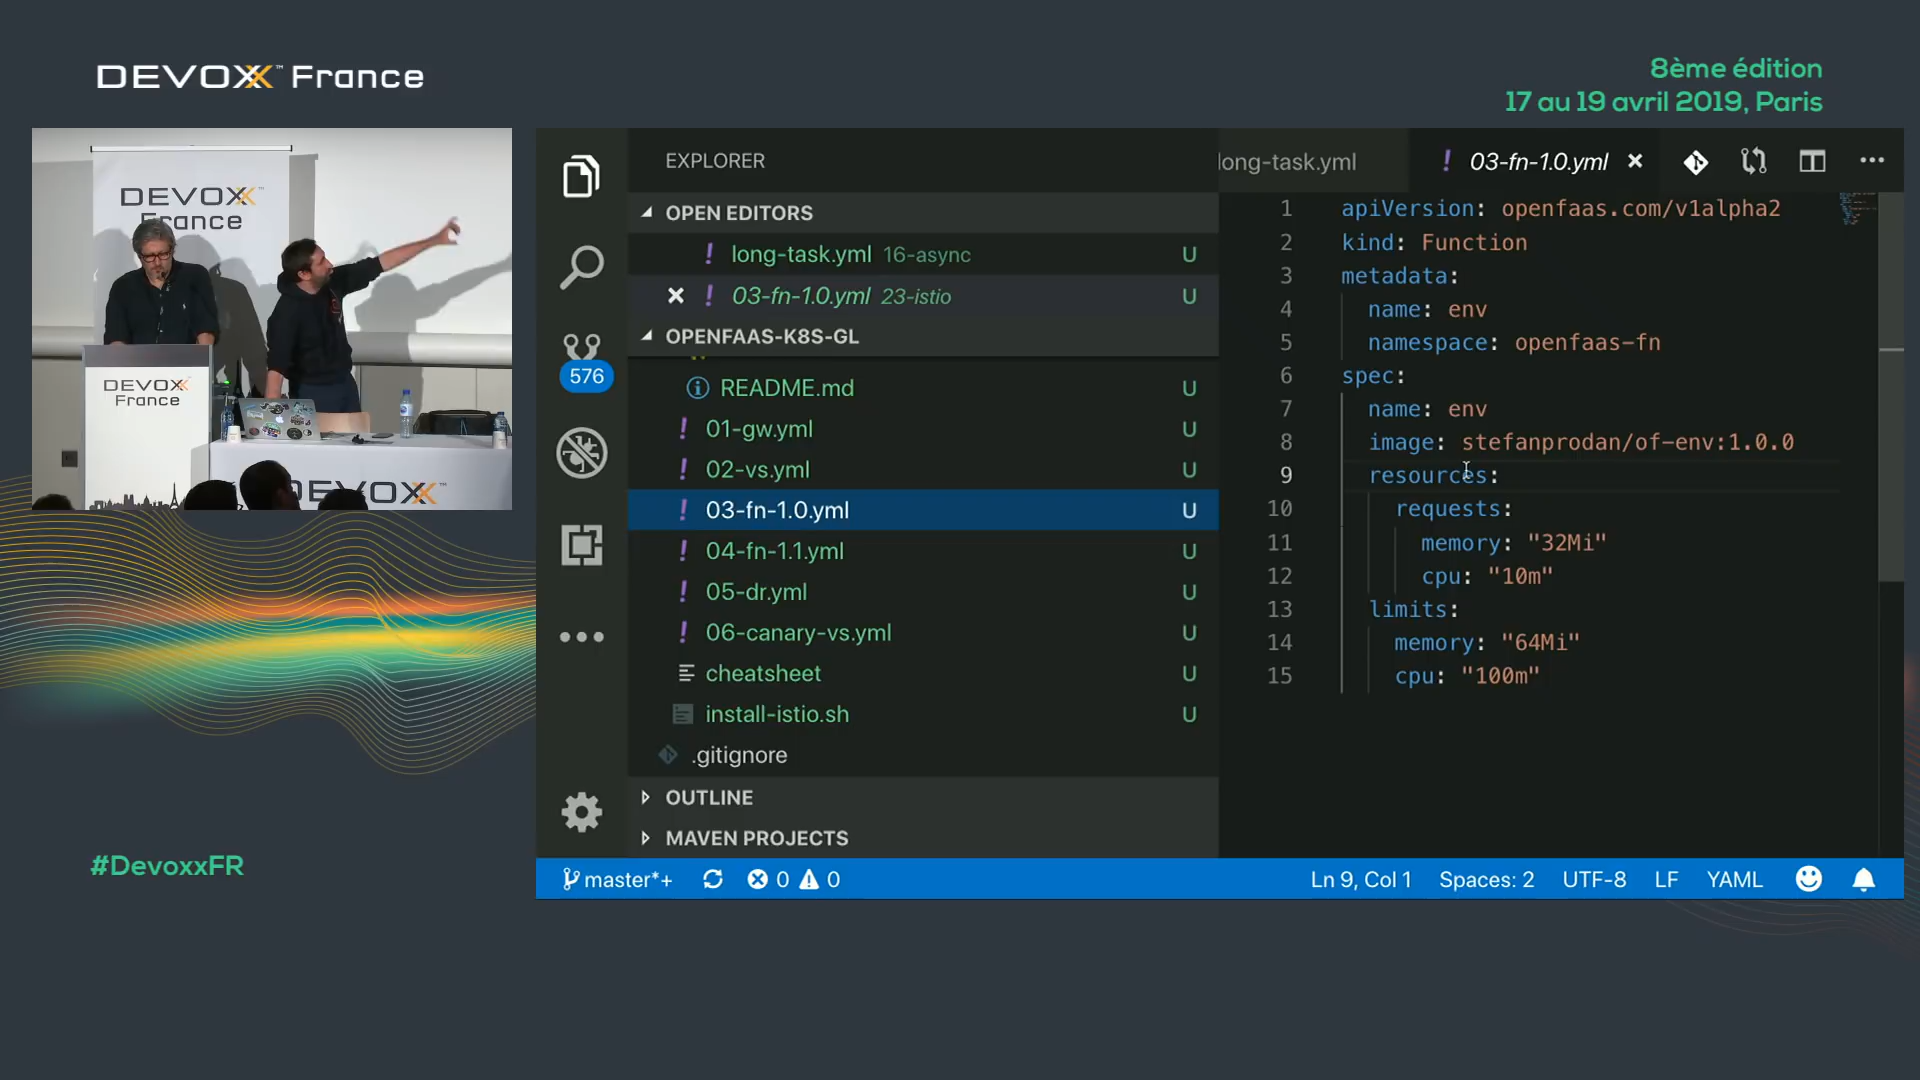 DEVOXX™ France
8ème édition
17 au 19 avril 2019, Paris
DEVOXX™
France
DEVOXX
France
DEVOXX
#DevoxxFR
EXPLORER
OPEN EDITORS
! long-task.yml 16-async U
! 03-fn-1.0.yml 23-istio U
OPENFAAS-K8S-GL
576
README.md U
! 01-gw.yml U
! 02-vs.yml U
! 03-fn-1.0.yml U
! 04-fn-1.1.yml U
! 05-dr.yml U
! 06-canary-vs.yml U
cheatsheet U
install-istio.sh U
.gitignore
OUTLINE
MAVEN PROJECTS
long-task.yml ! 03-fn-1.0.yml
1 apiVersion: openfaas.com/v1alpha2
2 kind: Function
3 metadata:
4 name: env
5 namespace: openfaas-fn
6 spec:
7 name: env
8 image: stefanprodan/of-env:1.0.0
9 resources:
10 requests:
11 memory: "32Mi"
12 cpu: "10m"
13 limits:
14 memory: "64Mi"
15 cpu: "100m"
master*+ 0 0 Ln 9, Col 1 Spaces: 2 UTF-8 LF YAML